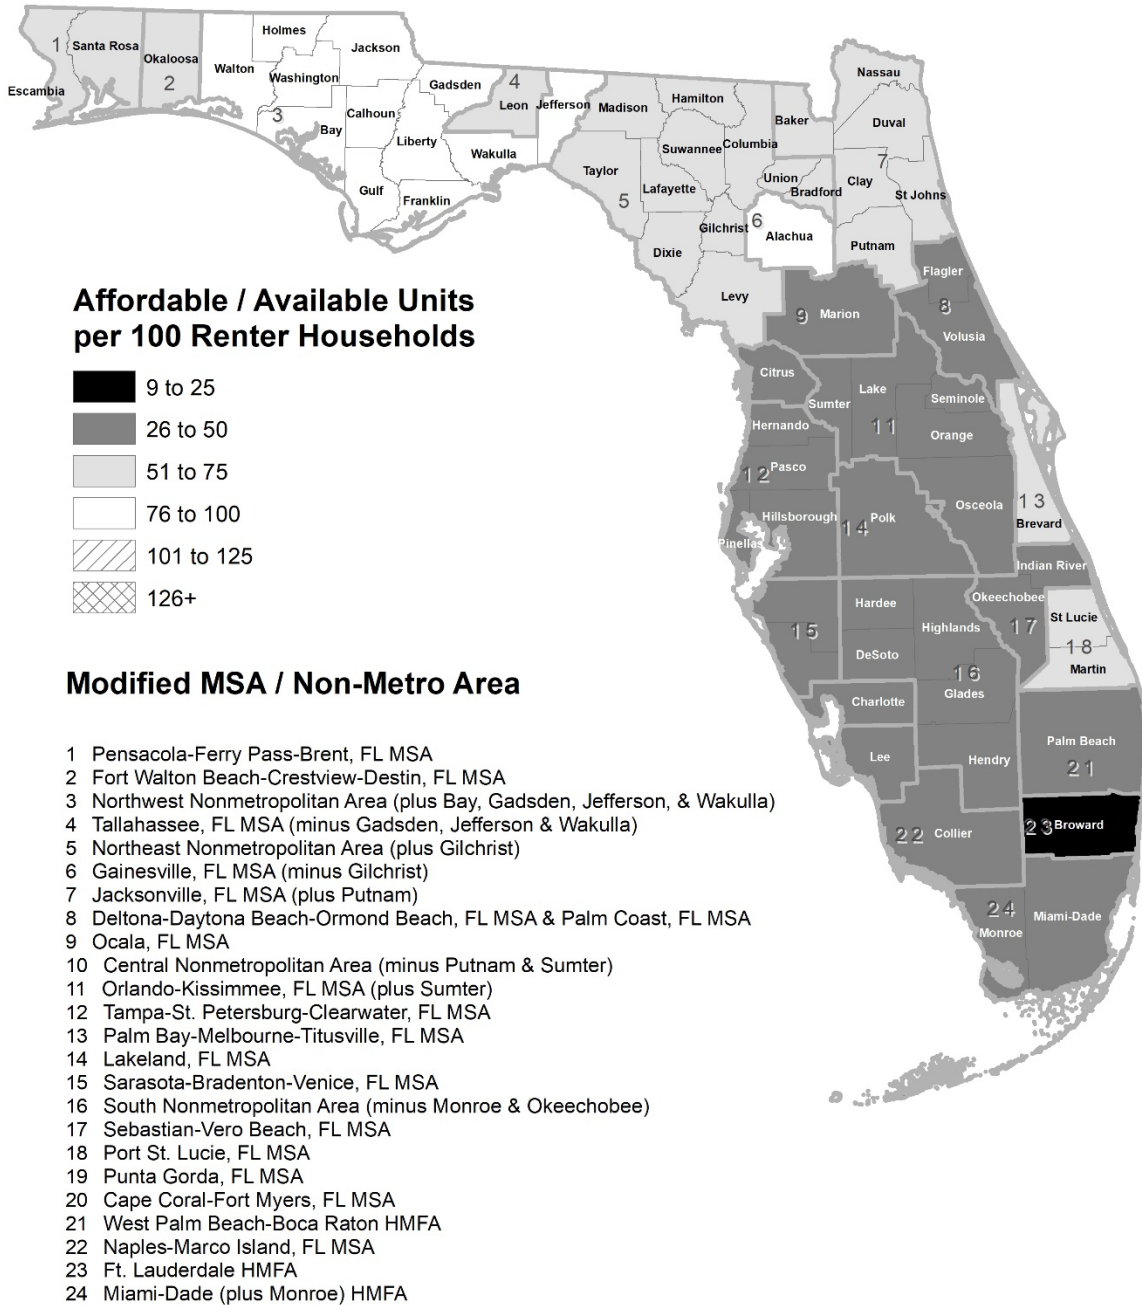 Holmes
1
Santa Rosa
Okaloosa
Jackson
Walton
2
Washington
Escambia
Gadsden
4
Leon
Jefferson
3
Bay
Calhoun
Liberty
Wakulla
Gulf
Franklin
Madison
Hamilton
Baker
Nassau
Duval
Suwannee
Columbia
Taylor
5
Lafayette
Union
Bradford
Clay
7
St Johns
Gilchrist
6
Alachua
Dixie
Putnam
Levy
Flagler
8
Volusia
9
Marion
Affordable / Available Units
per 100 Renter Households
9 to 25
26 to 50
51 to 75
76 to 100
101 to 125
126+
Citrus
Sumter
Lake
Seminole
Hernando
11
Orange
12
Pasco
Hillsborough
14
Polk
Osceola
13
Brevard
Pinellas
Indian River
Okeechobee
Hardee
St Lucie
15
Highlands
17
18
DeSoto
16
Martin
Charlotte
Glades
Lee
Hendry
Palm Beach
21
22
Collier
23
Broward
24
Monroe
Miami-Dade
Modified MSA / Non-Metro Area
1 Pensacola-Ferry Pass-Brent, FL MSA
2 Fort Walton Beach-Crestview-Destin, FL MSA
3 Northwest Nonmetropolitan Area (plus Bay, Gadsden, Jefferson, & Wakulla)
4 Tallahassee, FL MSA (minus Gadsden, Jefferson & Wakulla)
5 Northeast Nonmetropolitan Area (plus Gilchrist)
6 Gainesville, FL MSA (minus Gilchrist)
7 Jacksonville, FL MSA (plus Putnam)
8 Deltona-Daytona Beach-Ormond Beach, FL MSA & Palm Coast, FL MSA
9 Ocala, FL MSA
10 Central Nonmetropolitan Area (minus Putnam & Sumter)
11 Orlando-Kissimmee, FL MSA (plus Sumter)
12 Tampa-St. Petersburg-Clearwater, FL MSA
13 Palm Bay-Melbourne-Titusville, FL MSA
14 Lakeland, FL MSA
15 Sarasota-Bradenton-Venice, FL MSA
16 South Nonmetropolitan Area (minus Monroe & Okeechobee)
17 Sebastian-Vero Beach, FL MSA
18 Port St. Lucie, FL MSA
19 Punta Gorda, FL MSA
20 Cape Coral-Fort Myers, FL MSA
21 West Palm Beach-Boca Raton HMFA
22 Naples-Marco Island, FL MSA
23 Ft. Lauderdale HMFA
24 Miami-Dade (plus Monroe) HMFA